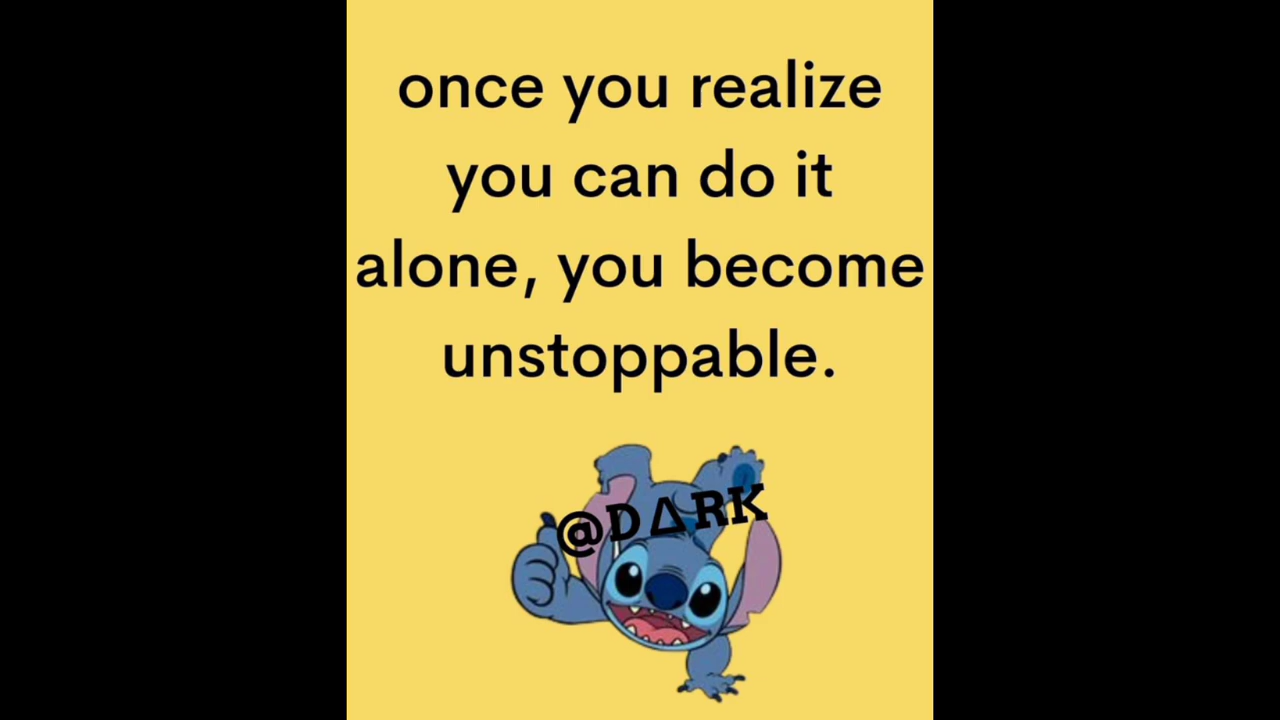 once you realize
you can do it
alone, you become
unstoppable.
@DΔRK